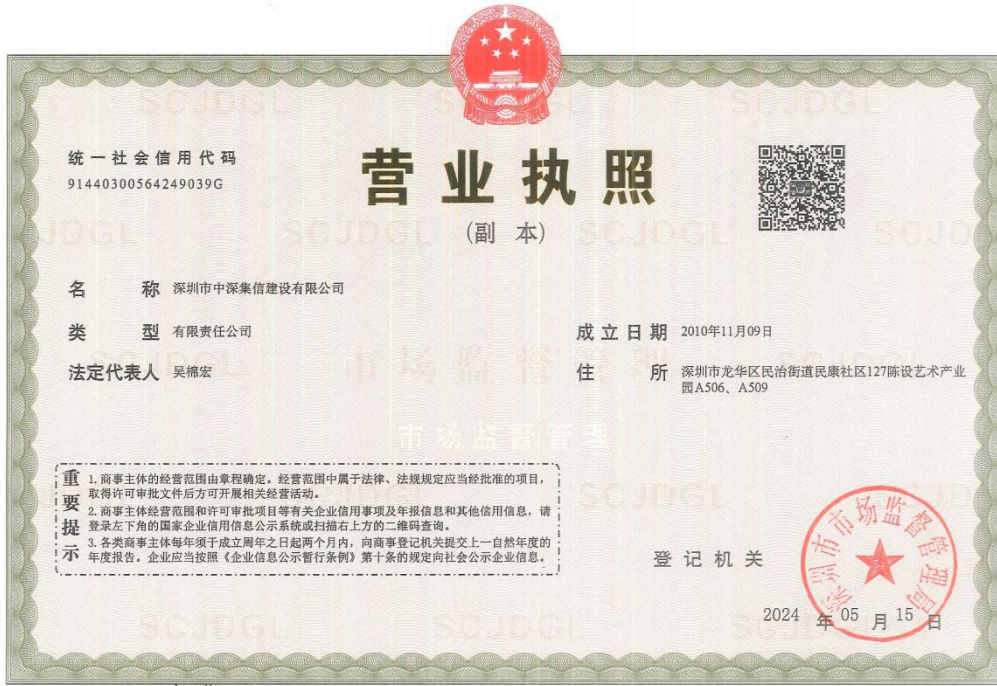 统一社会信用代码
91440300564249039G
营业执照
(副 本)
名 称 深圳市中深集信建设有限公司
类 型 有限责任公司
成立日期 2010年11月09日
法定代表人 吴棉宏
住 所 深圳市龙华区民治街道民康社区127陈设艺术产业
园A506、A509
市场监督管理
市场监督管理
重要提示
1.商事主体的经营范围由章程确定。经营范围中属于法律、法规规定应当经批准的项目,
取得许可审批文件后方可开展相关经营活动。
2.商事主体经营范围和许可审批项目等有关企业信用事项及年报信息和其他信用信息,请
登录左下角的国家企业信用信息公示系统或扫描右上方的二维码查询。
3.各类商事主体每年须于成立周年之日起两个月内,向商事登记机关提交上一自然年度的
年度报告。企业应当按照《企业信息公示暂行条例》第十条的规定向社会公示企业信息。
登记机关
深圳市市场监督管理局
2024 年 05 月 15 日
SCJDGL